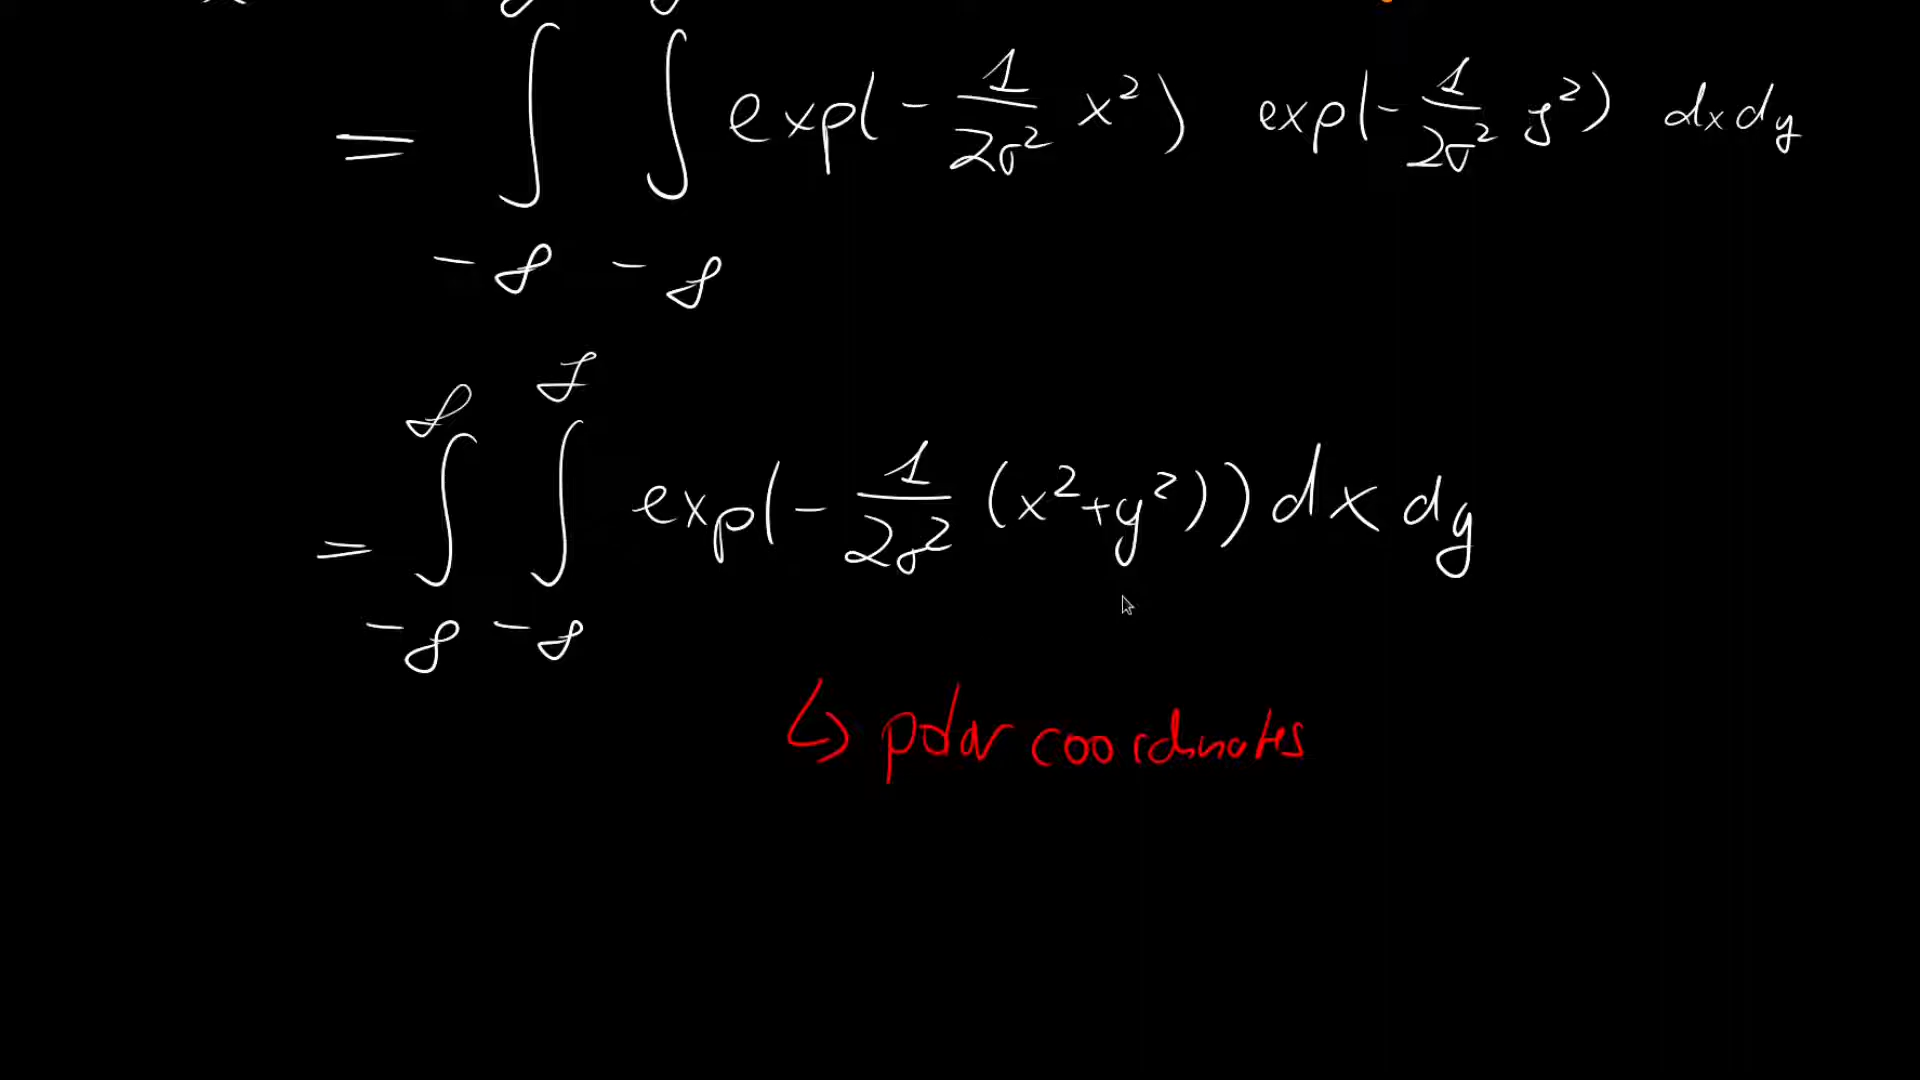 = ∫ ∫ exp(-1/2σ² x²) exp(-1/2σ² y²) dx dy
-∞ -∞
∞ ∞
= ∫ ∫ exp(-1/2σ² (x²+y²)) dx dy
-∞ -∞
↳ polar coordinates